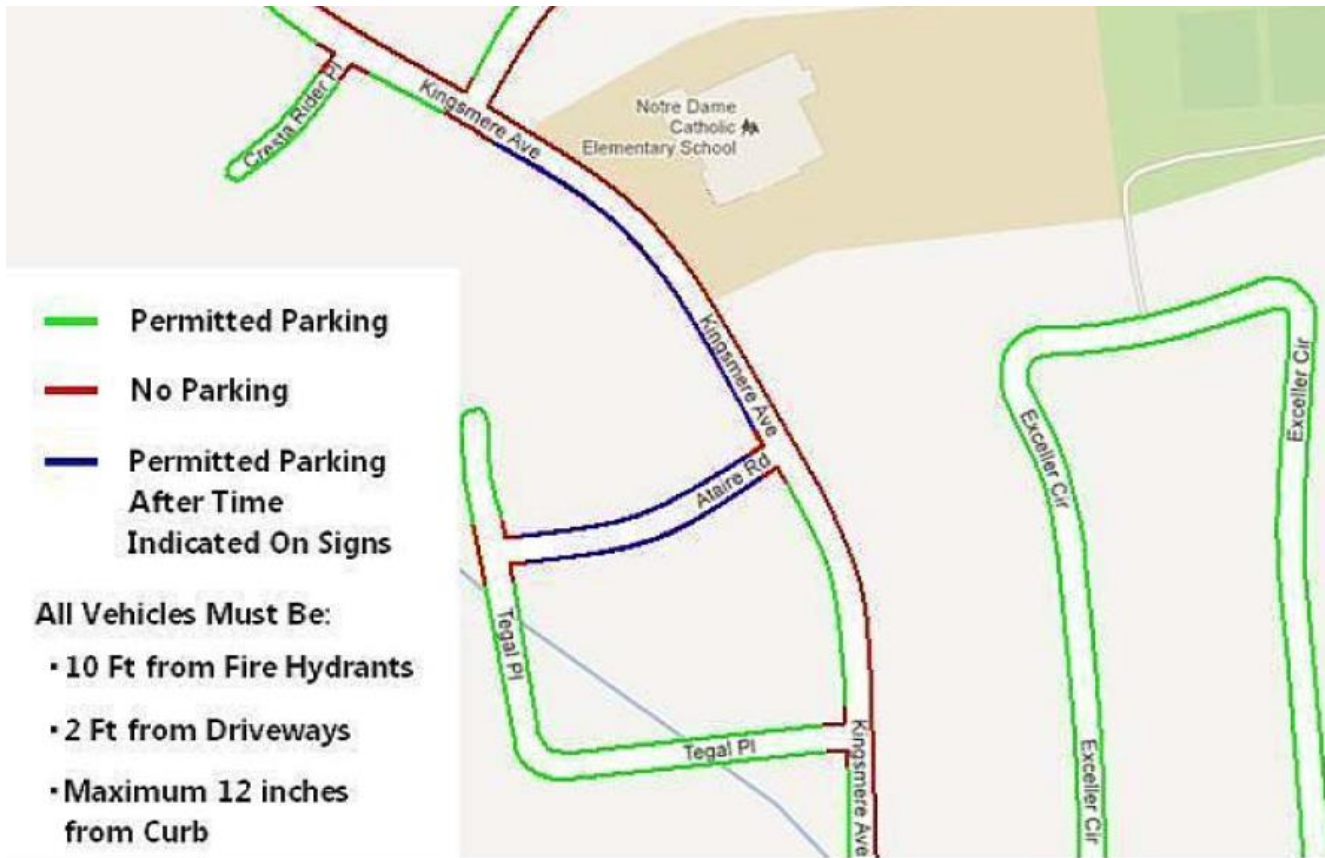 Cresta Rider Pl
Kingsmere Ave
Notre Dame
Catholic
Elementary School
Kingsmere Ave
Ataire Rd
Exceller Cir
Exceller Cir
Tegal Pl
Tegal Pl
Kingsmere Ave
Exceller Cir
Permitted Parking
No Parking
Permitted Parking
After Time
Indicated On Signs
All Vehicles Must Be:
· 10 Ft from Fire Hydrants
· 2 Ft from Driveways
· Maximum 12 inches
from Curb